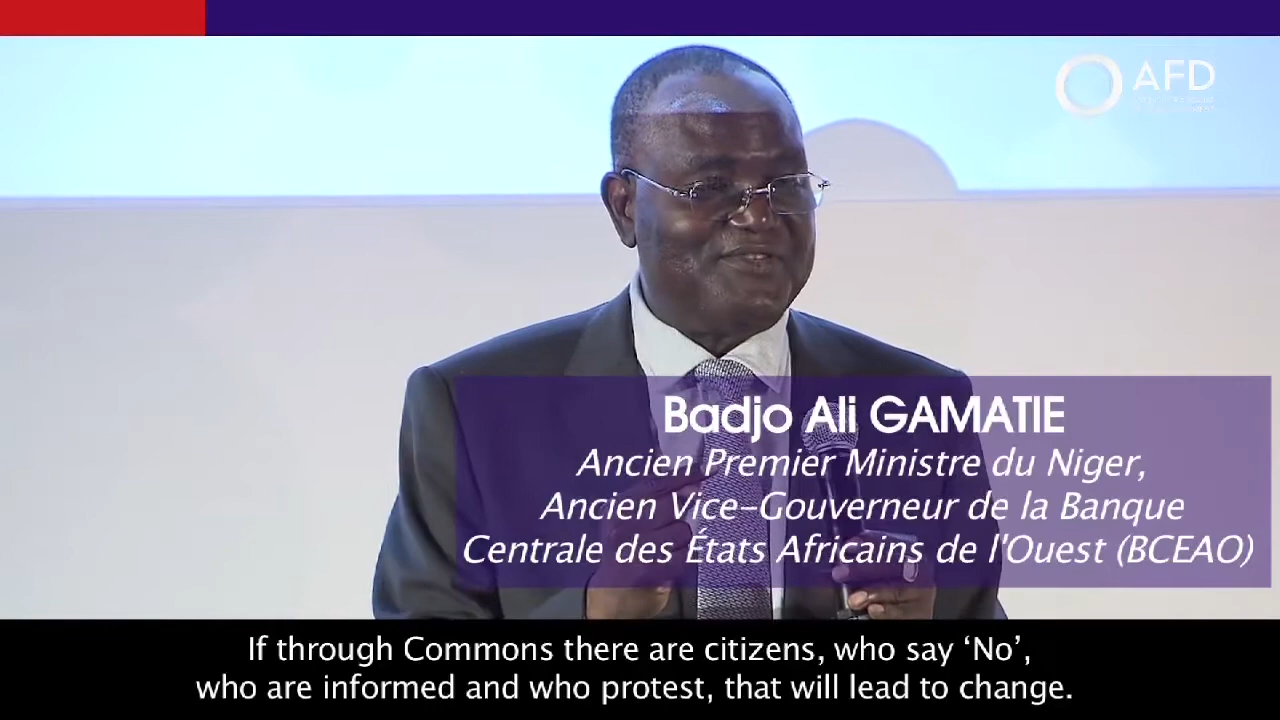 AFD
Badjo Ali GAMATIE
Ancien Premier Ministre du Niger,
Ancien Vice-Gouverneur de la Banque
Centrale des États Africains de l'Ouest (BCEAO)
If through Commons there are citizens, who say ‘No’,
who are informed and who protest, that will lead to change.